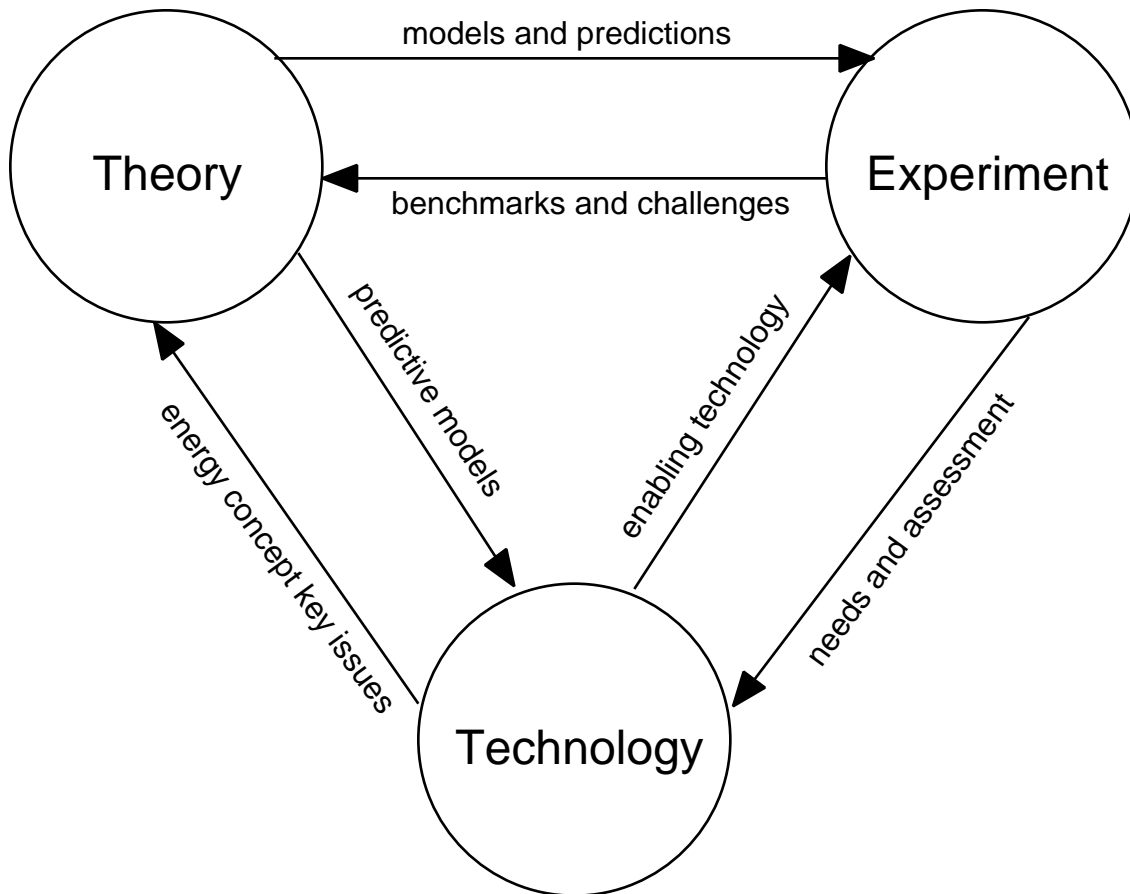 models and predictions
Theory
Experiment
benchmarks and challenges
predictive models
enabling technology
energy concept key issues
needs and assessment
Technology